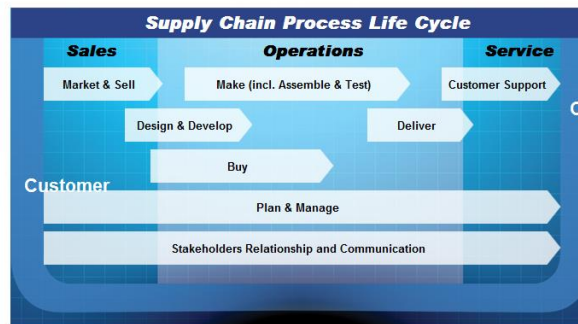 Supply Chain Process Life Cycle
Sales
Operations
Service
Market & Sell
Make (incl. Assemble & Test)
Customer Support
Design & Develop
Deliver
Buy
Customer
Plan & Manage
Stakeholders Relationship and Communication